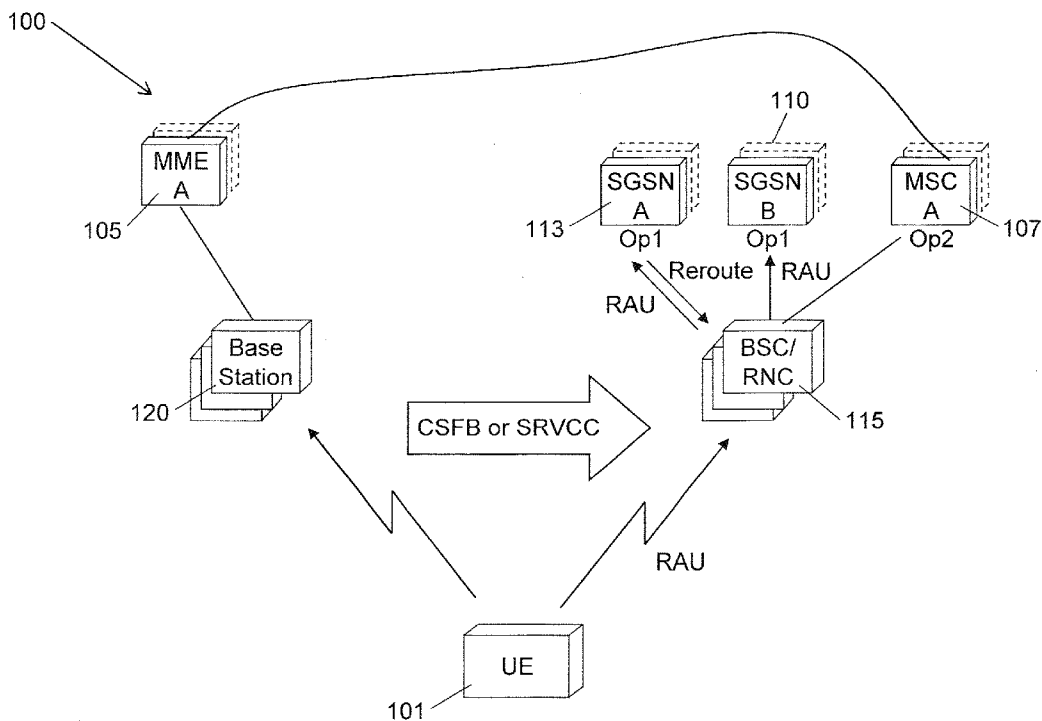 100
110
MME
A
105
SGSN
A
113
Op1
SGSN
B
Op1
MSC
A
107
Op2
Reroute
RAU
RAU
Base
Station
120
BSC/
RNC
115
CSFB or SRVCC
RAU
UE
101